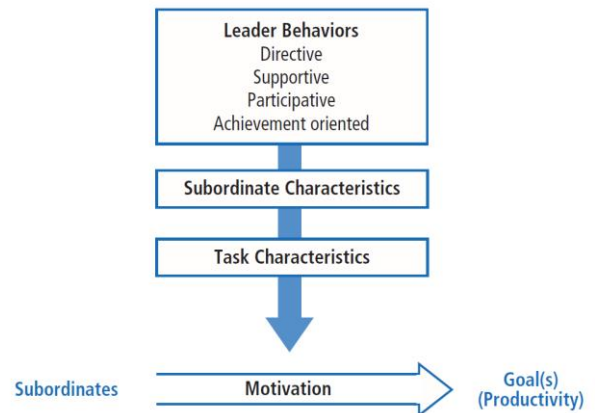 Leader Behaviors
Directive
Supportive
Participative
Achievement oriented
Subordinate Characteristics
Task Characteristics
Subordinates
Motivation
Goal(s)
(Productivity)